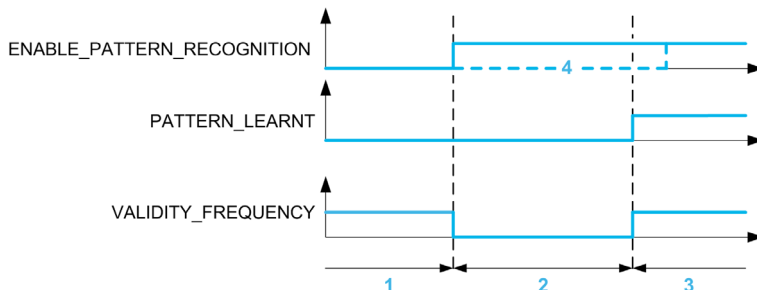 ENABLE_PATTERN_RECOGNITION
4
PATTERN_LEARNT
VALIDITY_FREQUENCY
1 2 3